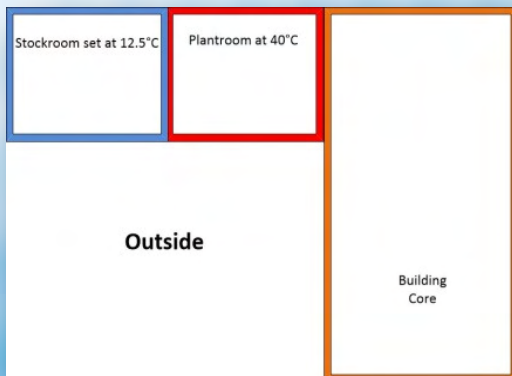 Stockroom set at 12.5°C
Plantroom at 40°C
Outside
Building
Core